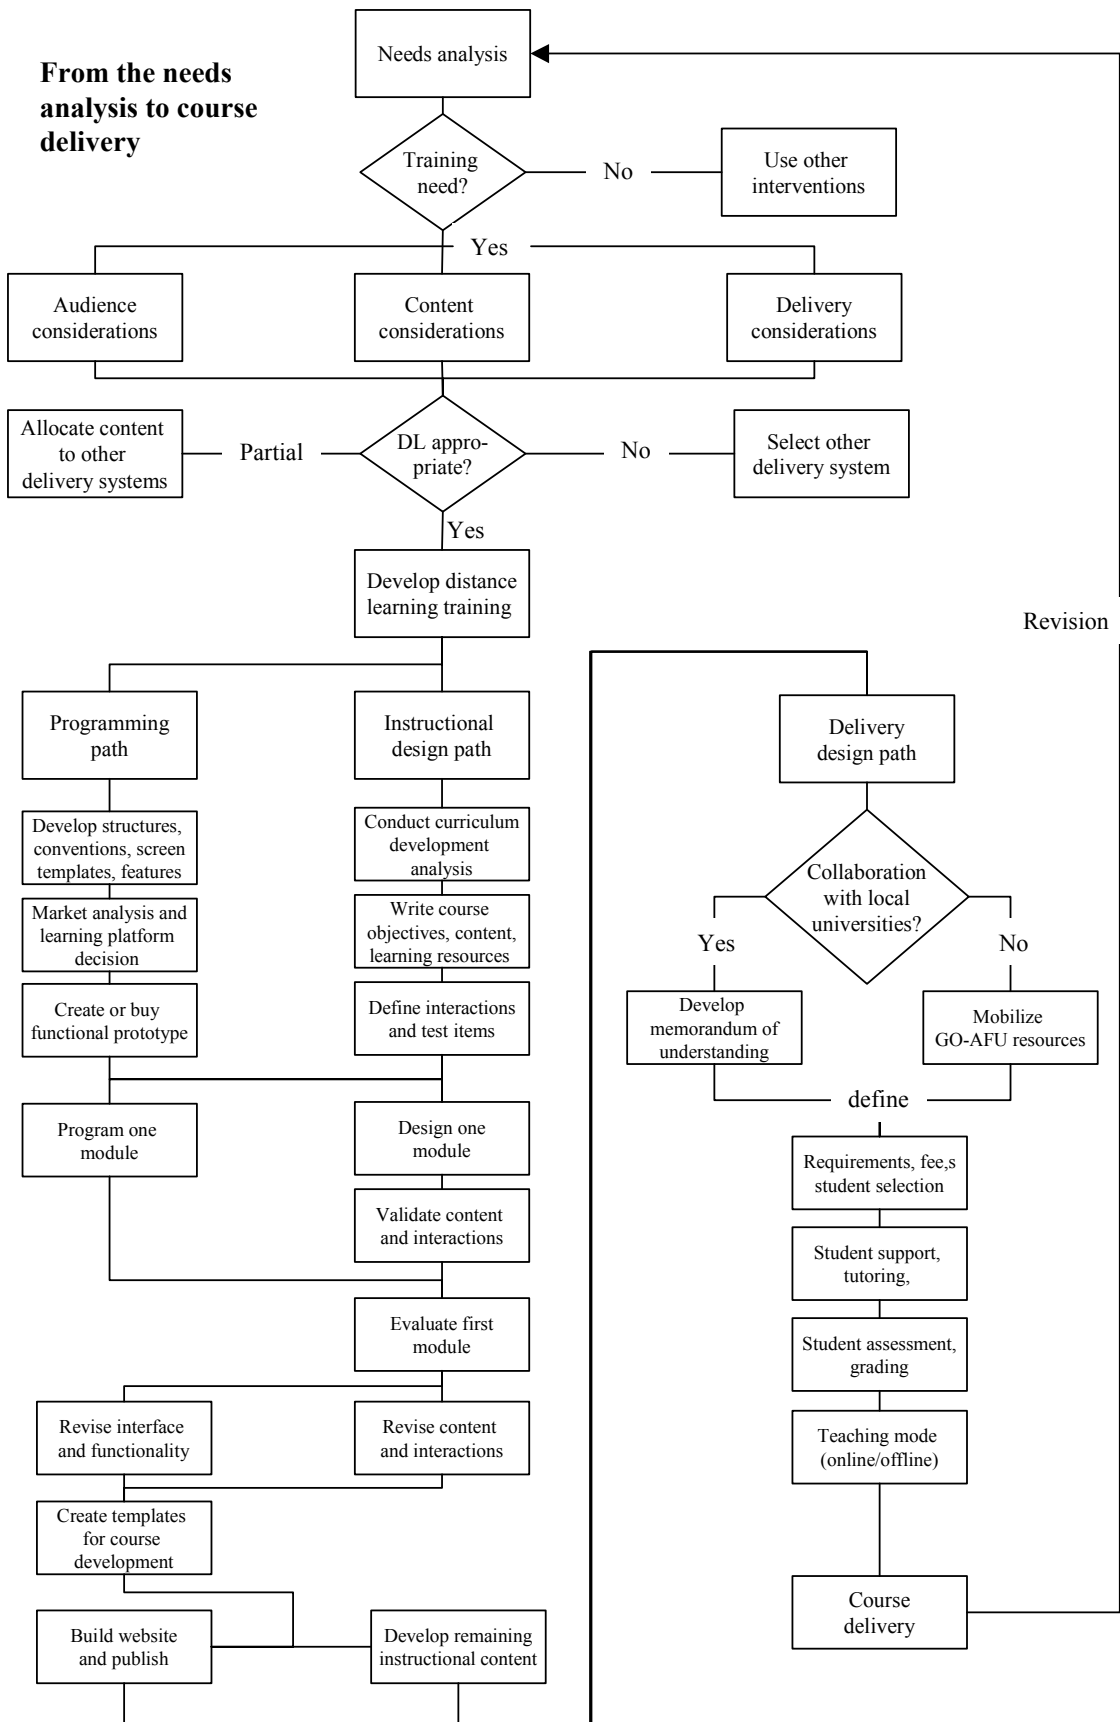 From the needs
analysis to course
delivery
Needs analysis
Training
need?
No
Use other
interventions
Yes
Audience
considerations
Content
considerations
Delivery
considerations
Allocate content
to other
delivery systems
Partial
DL appro-
priate?
No
Select other
delivery system
Yes
Develop distance
learning training
Revision
Programming
path
Instructional
design path
Develop structures,
conventions, screen
templates, features
Conduct curriculum
development
analysis
Market analysis and
learning platform
decision
Write course
objectives, content,
learning resources
Create or buy
functional prototype
Define interactions
and test items
Program one
module
Design one
module
Validate content
and interactions
Evaluate first
module
Revise interface
and functionality
Revise content
and interactions
Create templates
for course
development
Build website
and publish
Develop remaining
instructional content
Delivery
design path
Collaboration
with local
universities?
Yes
No
Develop
memorandum of
understanding
Mobilize
GO-AFU resources
define
Requirements, fee,s
student selection
Student support,
tutoring,
Student assessment,
grading
Teaching mode
(online/offline)
Course
delivery